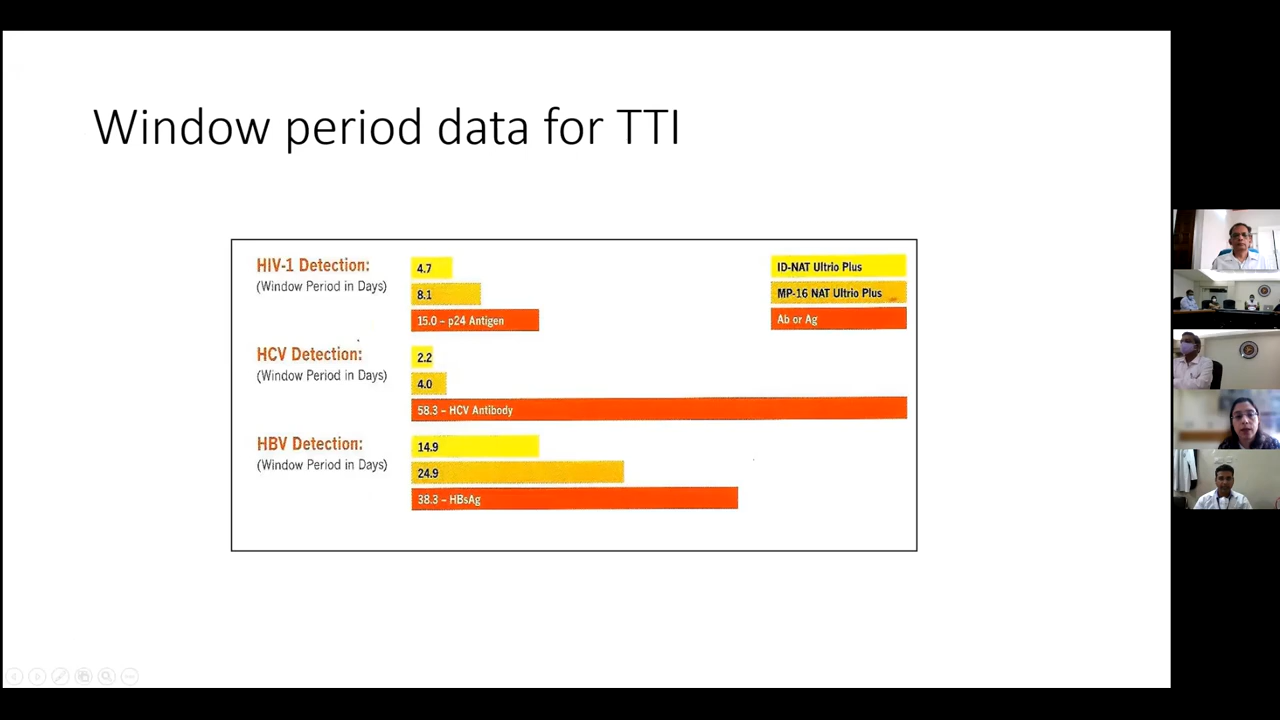 Window period data for TTI
HIV-1 Detection:
(Window Period in Days)
4.7
8.1
15.0 – p24 Antigen
ID-NAT Ultrio Plus
MP-16 NAT Ultrio Plus
Ab or Ag
HCV Detection:
(Window Period in Days)
2.2
4.0
58.3 – HCV Antibody
HBV Detection:
(Window Period in Days)
14.9
24.9
38.3 – HBsAg